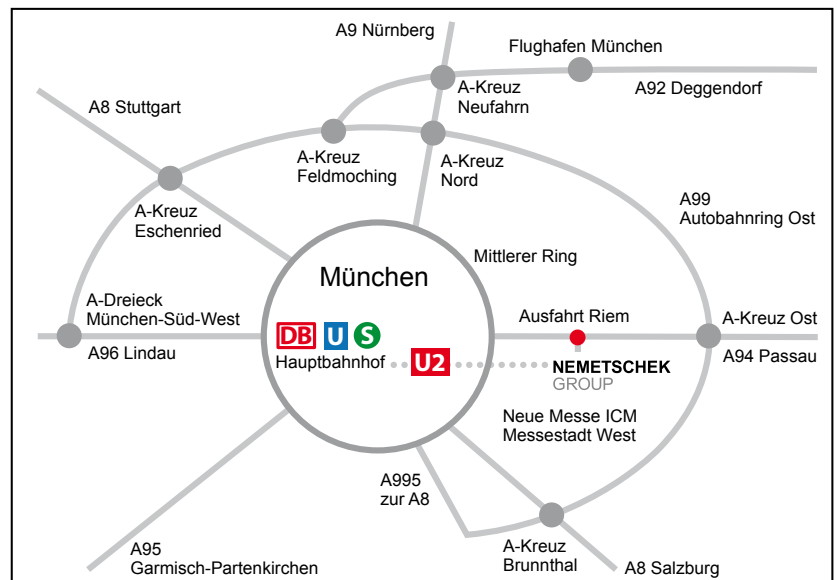 A9 Nürnberg
Flughafen München
A-Kreuz
Neufahrn
A92 Deggendorf
A8 Stuttgart
A-Kreuz
Feldmoching
A-Kreuz
Nord
A-Kreuz
Eschenried
A99
Autobahnring Ost
Mittlerer Ring
München
A-Dreieck
München-Süd-West
A96 Lindau
DB U S
Hauptbahnhof
U2
Ausfahrt Riem
A-Kreuz Ost
A94 Passau
NEMETSCHEK
GROUP
Neue Messe ICM
Messestadt West
A995
zur A8
A95
Garmisch-Partenkirchen
A-Kreuz
Brunnthal
A8 Salzburg